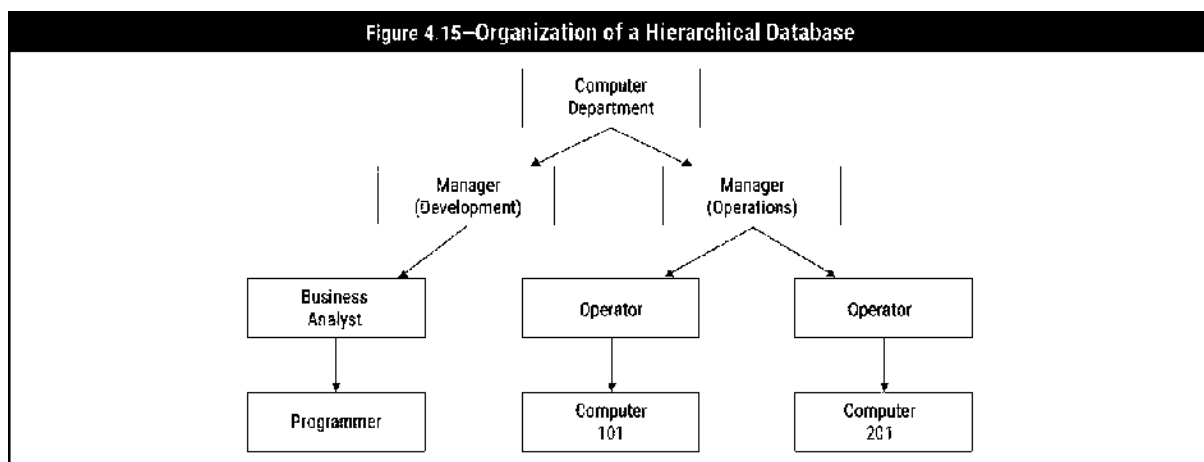 Figure 4.15–Organization of a Hierarchical Database
Computer
Department
Manager
(Development)
Manager
(Operations)
Business
Analyst
Operator
Operator
Programmer
Computer
101
Computer
201